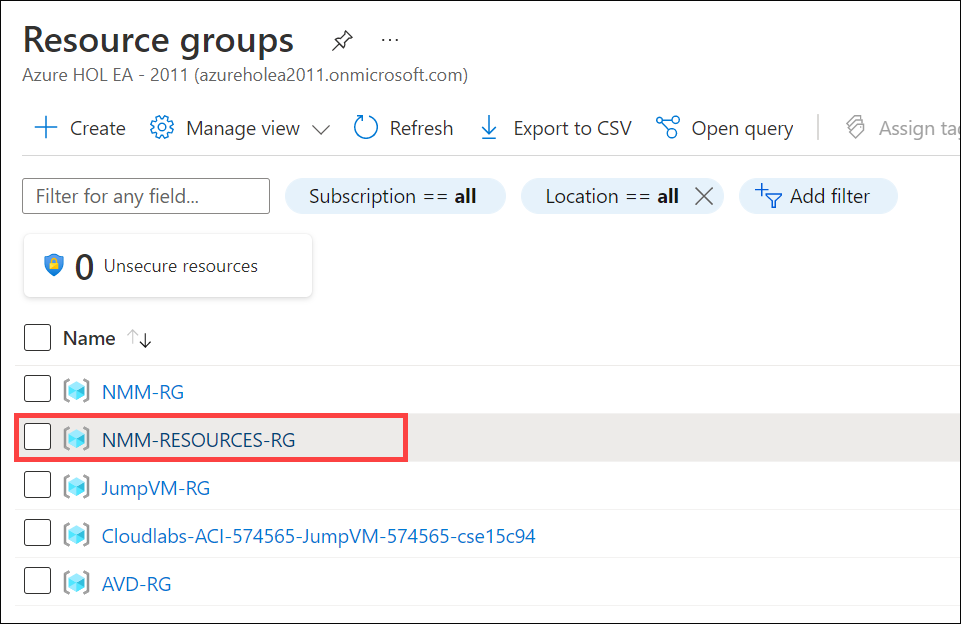 Resource groups ...
Azure HOL EA - 2011 (azureholea2011.onmicrosoft.com)
Create Manage view Refresh Export to CSV Open query Assign
Filter for any field... Subscription == all Location == all Add filter
0 Unsecure resources
Name
NMM-RG
NMM-RESOURCES-RG
JumpVM-RG
Cloudlabs-ACI-574565-JumpVM-574565-cse15c94
AVD-RG